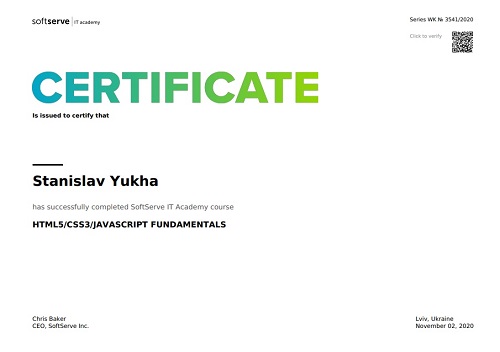 softserve | IT academy
Series WK № 3541/2020
Click to verify
CERTIFICATE
Is issued to certify that
Stanislav Yukha
has successfully completed SoftServe IT Academy course
HTML5/CSS3/JAVASCRIPT FUNDAMENTALS
Chris Baker
CEO, SoftServe Inc.
Lviv, Ukraine
November 02, 2020